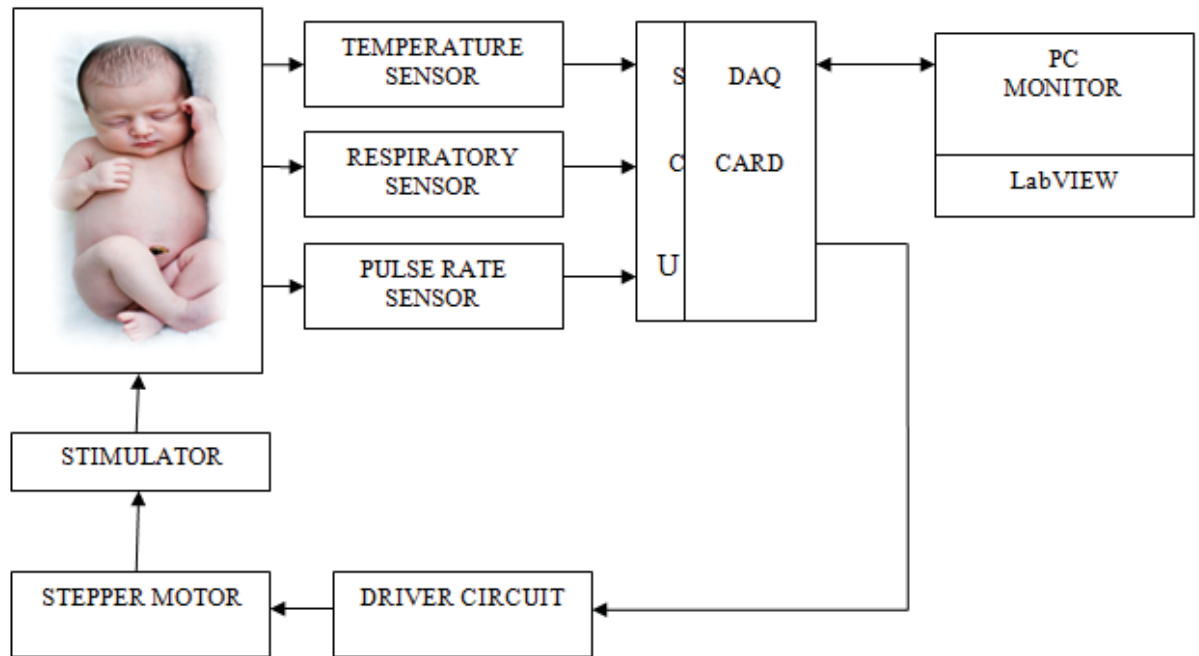 TEMPERATURE
SENSOR
RESPIRATORY
SENSOR
PULSE RATE
SENSOR
S
C
U
DAQ
CARD
PC
MONITOR
LabVIEW
STIMULATOR
STEPPER MOTOR
DRIVER CIRCUIT